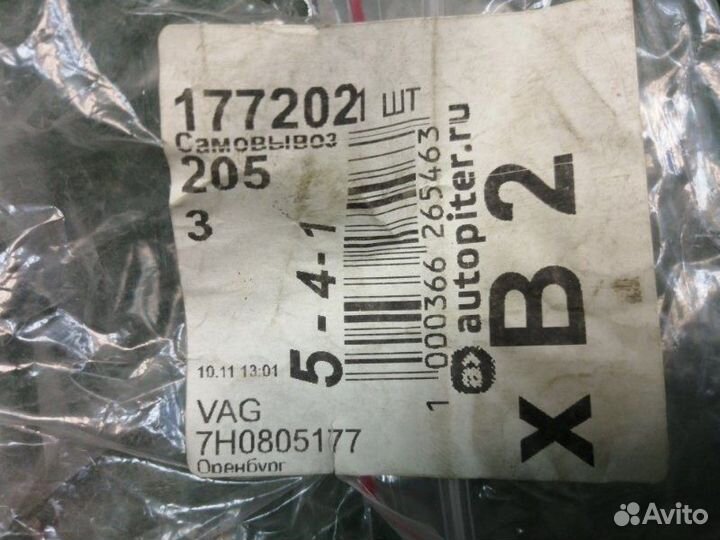 177202
1 ШТ
Самовывоз
205
3
5-4-1
1 000366 265463
autopiter.ru
x B2
10.11 13:01
VAG
7H0805177
Оренбург
Avito